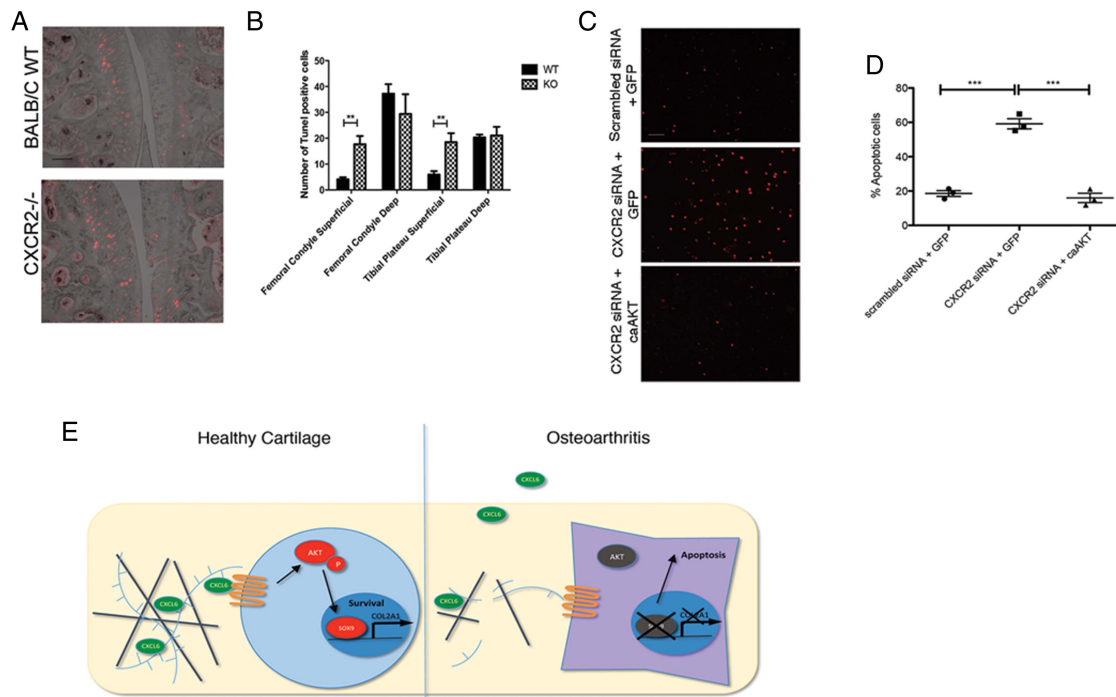 A
BALB/C WT
CXCR2-/-
B
Number of Tunel positive cells
50
40
30
20
10
0
**
**
WT
KO
Femoral Condyle Superficial
Femoral Condyle Deep
Tibial Plateau Superficial
Tibial Plateau Deep
C
Scrambled siRNA
+ GFP
CXCR2 siRNA +
GFP
CXCR2 siRNA +
caAKT
D
% Apoptotic cells
80
60
40
20
0
***
***
scrambled siRNA + GFP
CXCR2 siRNA + GFP
CXCR2 siRNA + caAKT
E
Healthy Cartilage
Osteoarthritis
CXCL6
CXCL6
AKT
P
CXCL6
CXCL6
CXCL6
Survival
SOX9
COL2A1
CXCL6
AKT
Apoptosis
COL2A1